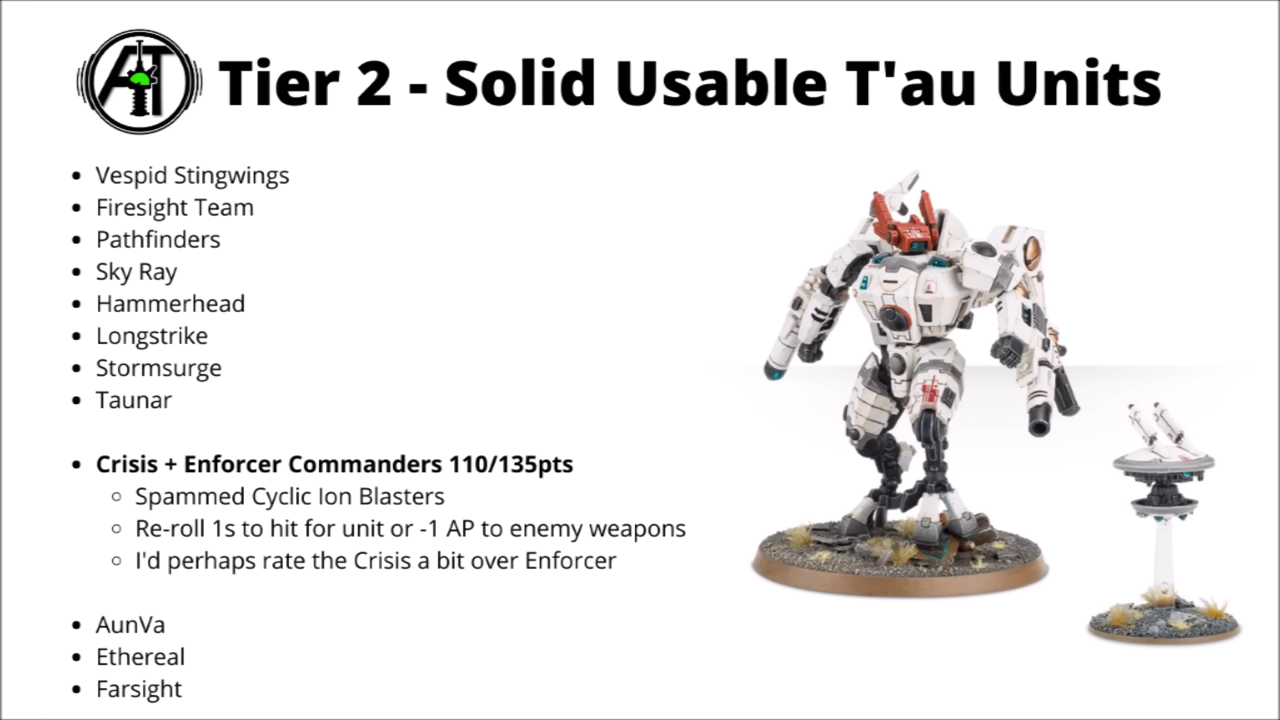 AT
Tier 2 - Solid Usable T'au Units
• Vespid Stingwings
• Firesight Team
• Pathfinders
• Sky Ray
• Hammerhead
• Longstrike
• Stormsurge
• Taunar
• Crisis + Enforcer Commanders 110/135pts
◦ Spammed Cyclic Ion Blasters
◦ Re-roll 1s to hit for unit or -1 AP to enemy weapons
◦ I'd perhaps rate the Crisis a bit over Enforcer
• AunVa
• Ethereal
• Farsight